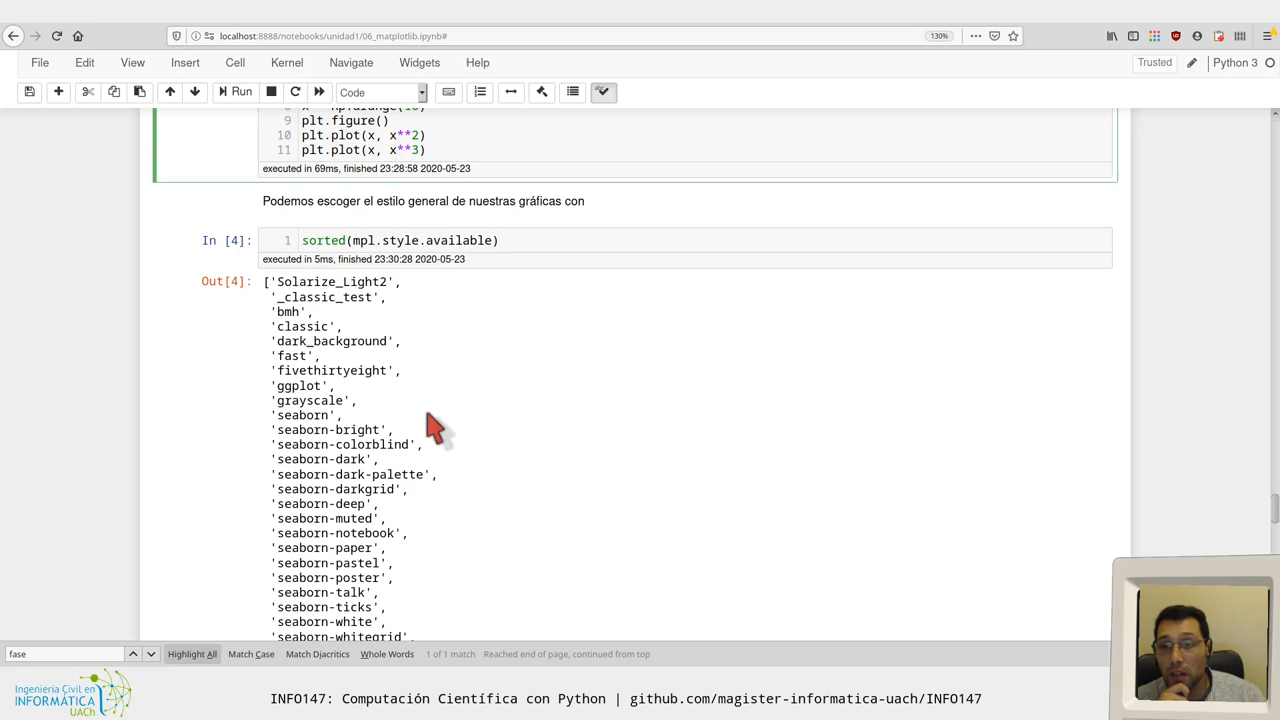 localhost:8888/notebooks/unidad1/06_matplotlib.ipynb#
130%
File Edit View Insert Cell Kernel Navigate Widgets Help
Trusted Python 3
Run Code
9 plt.figure()
10 plt.plot(x, x**2)
11 plt.plot(x, x**3)
executed in 69ms, finished 23:28:58 2020-05-23
Podemos escoger el estilo general de nuestras gráficas con
In [4]: 1 sorted(mpl.style.available)
executed in 5ms, finished 23:30:28 2020-05-23
Out[4]: ['Solarize_Light2',
'_classic_test',
'bmh',
'classic',
'dark_background',
'fast',
'fivethirtyeight',
'ggplot',
'grayscale',
'seaborn',
'seaborn-bright',
'seaborn-colorblind',
'seaborn-dark',
'seaborn-dark-palette',
'seaborn-darkgrid',
'seaborn-deep',
'seaborn-muted',
'seaborn-notebook',
'seaborn-paper',
'seaborn-pastel',
'seaborn-poster',
'seaborn-talk',
'seaborn-ticks',
'seaborn-white',
'seaborn-whitegrid',
fase Highlight All Match Case Match Diacritics Whole Words 1 of 1 match Reached end of page, continued from top
Ingeniería Civil en
INFORMÁTICA
UACh
INFO147: Computación Científica con Python | github.com/magister-informatica-uach/INFO147